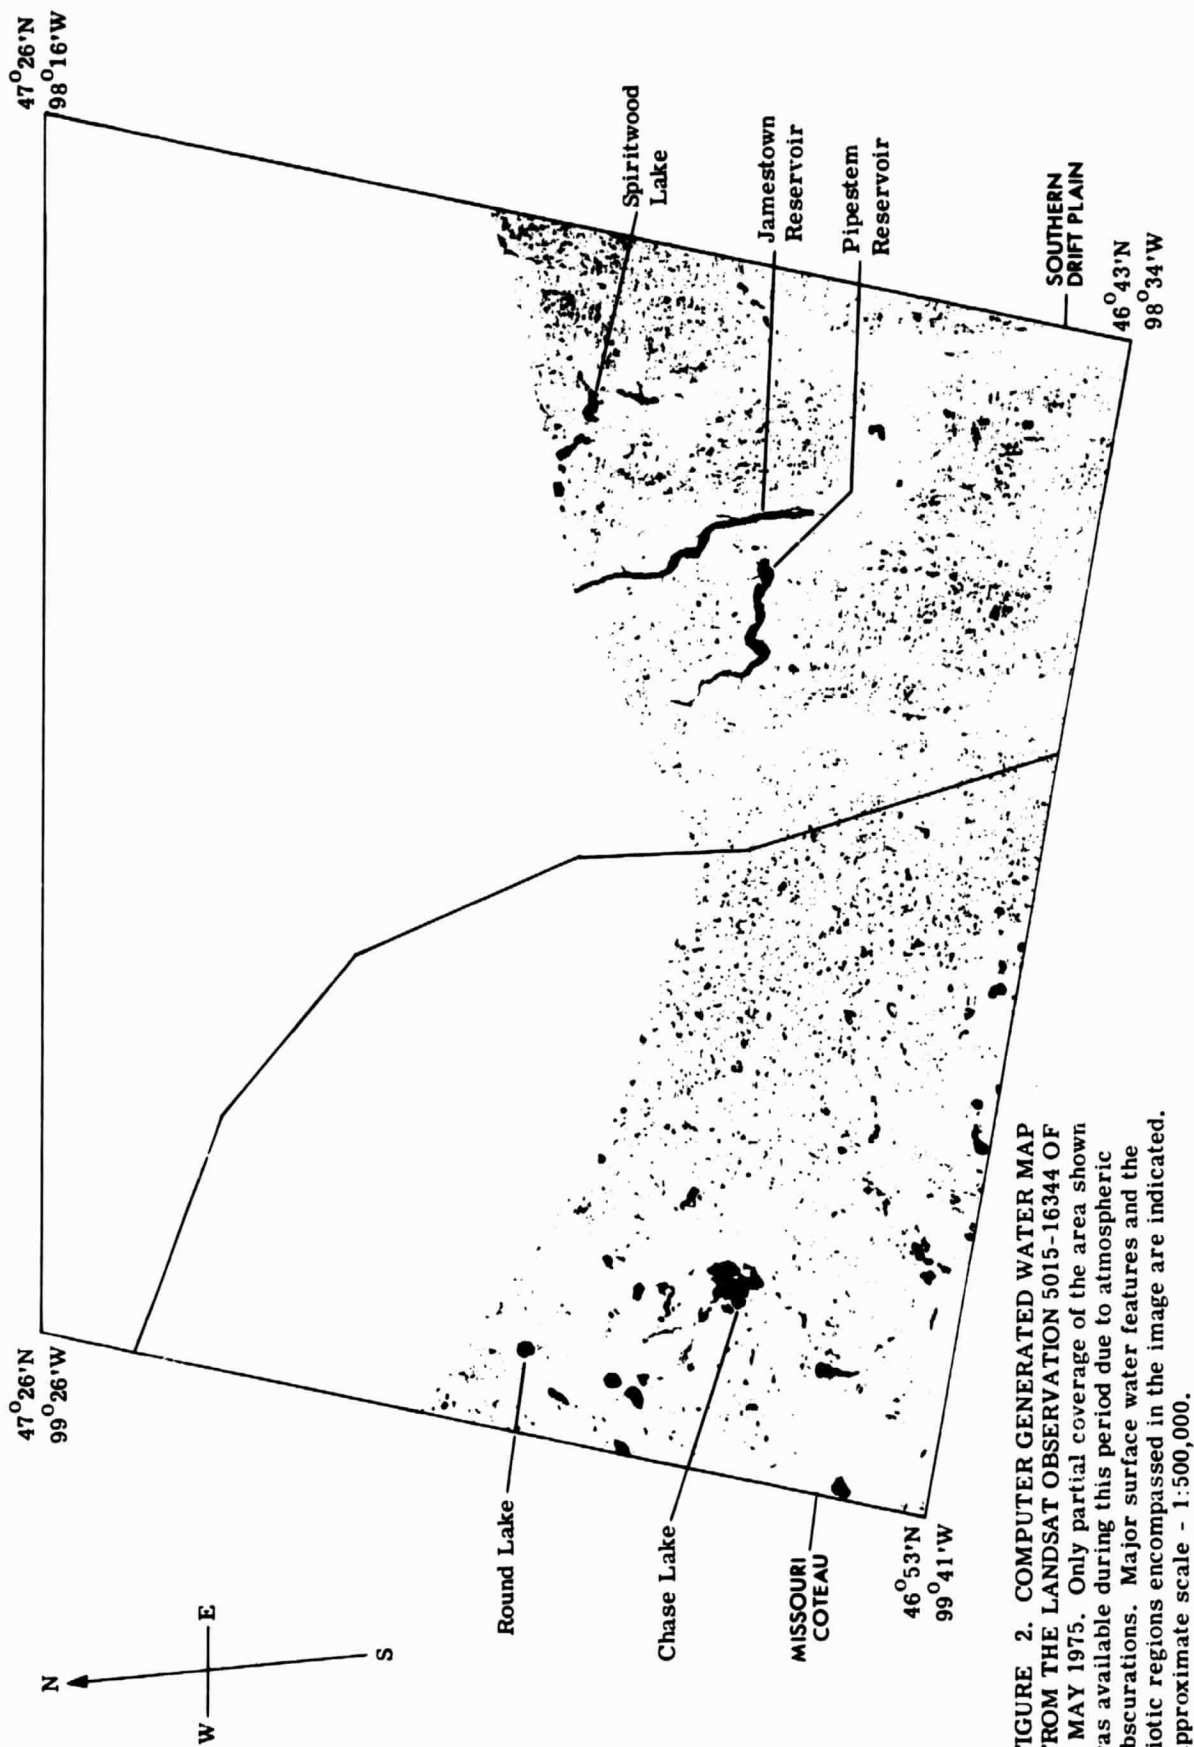 47°26'N
99°26'W
47°26'N
98°16'W
N
W
E
S
Spiritwood
Lake
Jamestown
Reservoir
Pipestem
Reservoir
Round Lake
Chase Lake
MISSOURI
COTEAU
SOUTHERN
DRIFT PLAIN
46°53'N
99°41'W
46°43'N
98°34'W
IGURE 2. COMPUTER GENERATED WATER MAP
ROM THE LANDSAT OBSERVATION 5015-16344 OF
MAY 1975. Only partial coverage of the area shown
as available during this period due to atmospheric
bscurations. Major surface water features and the
iotic regions encompassed in the image are indicated.
pproximate scale - 1:500,000.